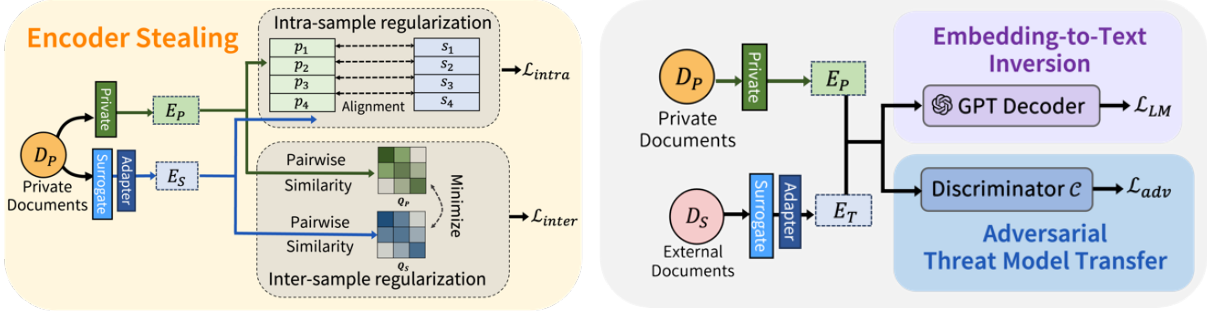 Encoder Stealing
Intra-sample regularization
p1 s1
p2 s2
p3 s3
p4 s4
Alignment
ℒintra
Private
EP
DP
Private
Documents
Surrogate
Adapter
ES
Pairwise
Similarity
QP
Minimize
Pairwise
Similarity
QS
ℒinter
Inter-sample regularization
DP
Private
Documents
Private
EP
DS
External
Documents
Surrogate
Adapter
ET
Embedding-to-Text
Inversion
GPT Decoder
ℒLM
Discriminator 𝒞
ℒadv
Adversarial
Threat Model Transfer